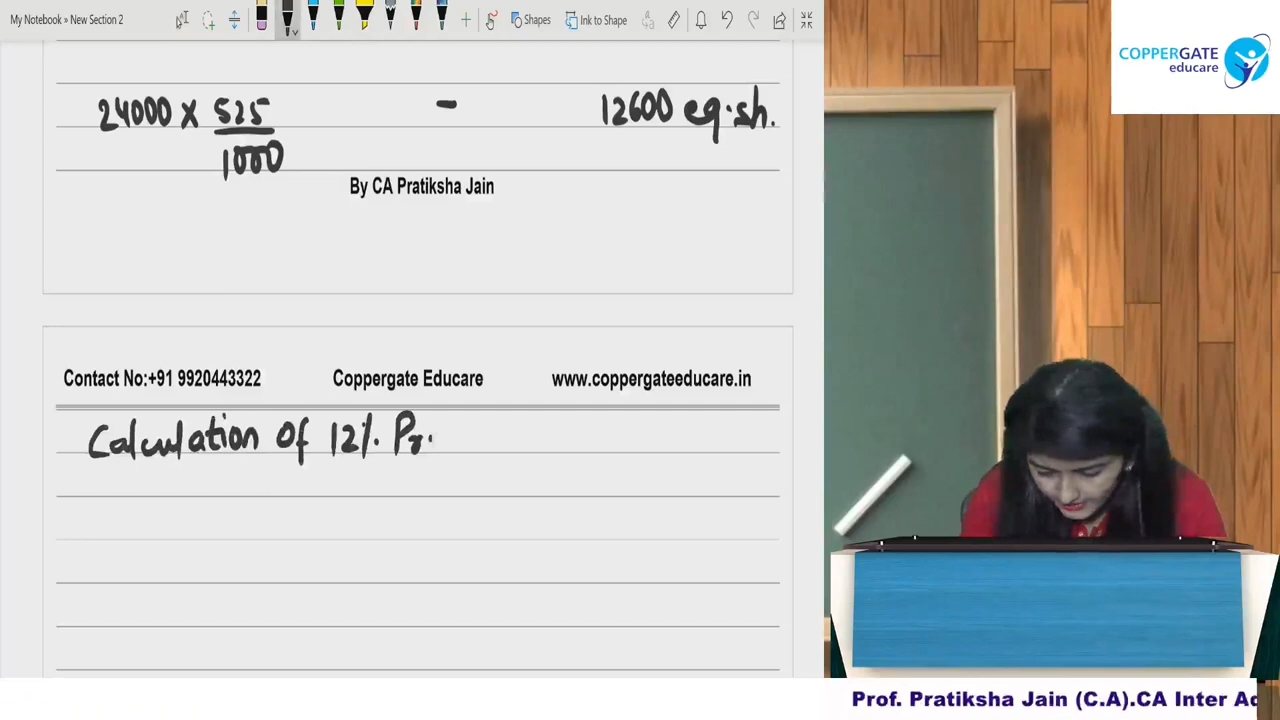 My Notebook » New Section 2
Shapes
Ink to Shape
COPPERGATE
educare
24000 × 525 - 12600 eq.sh.
1000
By CA Pratiksha Jain
Contact No:+91 9920443322 Coppergate Educare www.coppergateeducare.in
Calculation of 12% Pr.
Prof. Pratiksha Jain (C.A).CA Inter Ad